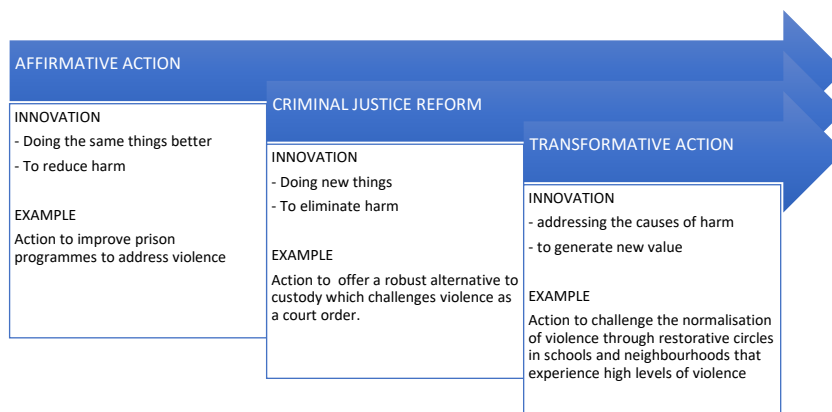 AFFIRMATIVE ACTION
INNOVATION
- Doing the same things better
- To reduce harm
EXAMPLE
Action to improve prison
programmes to address violence
CRIMINAL JUSTICE REFORM
INNOVATION
- Doing new things
- To eliminate harm
EXAMPLE
Action to  offer a robust alternative to
custody which challenges violence as
a court order.
TRANSFORMATIVE ACTION
INNOVATION
- addressing the causes of harm
- to generate new value
EXAMPLE
Action to challenge the normalisation
of violence through restorative circles
in schools and neighbourhoods that
experience high levels of violence